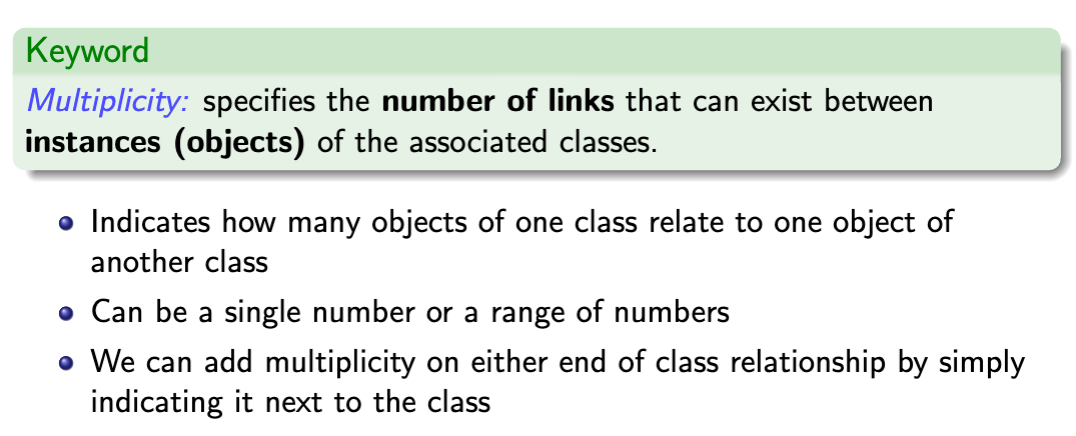 Keyword
Multiplicity: specifies the number of links that can exist between
instances (objects) of the associated classes.
Indicates how many objects of one class relate to one object of
another class
Can be a single number or a range of numbers
We can add multiplicity on either end of class relationship by simply
indicating it next to the class